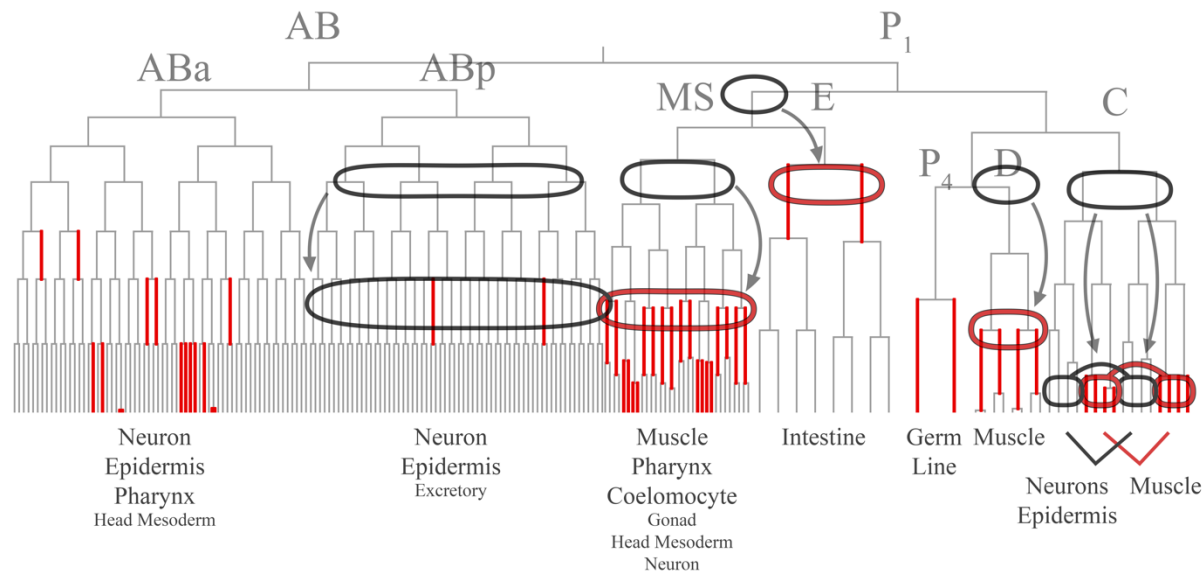 AB
P1
ABa
ABp
MS
E
C
P4
D
Neuron
Epidermis
Pharynx
Head Mesoderm
Neuron
Epidermis
Excretory
Muscle
Pharynx
Coelomocyte
Gonad
Head Mesoderm
Neuron
Intestine
Germ
Line
Muscle
Neurons
Epidermis
Muscle